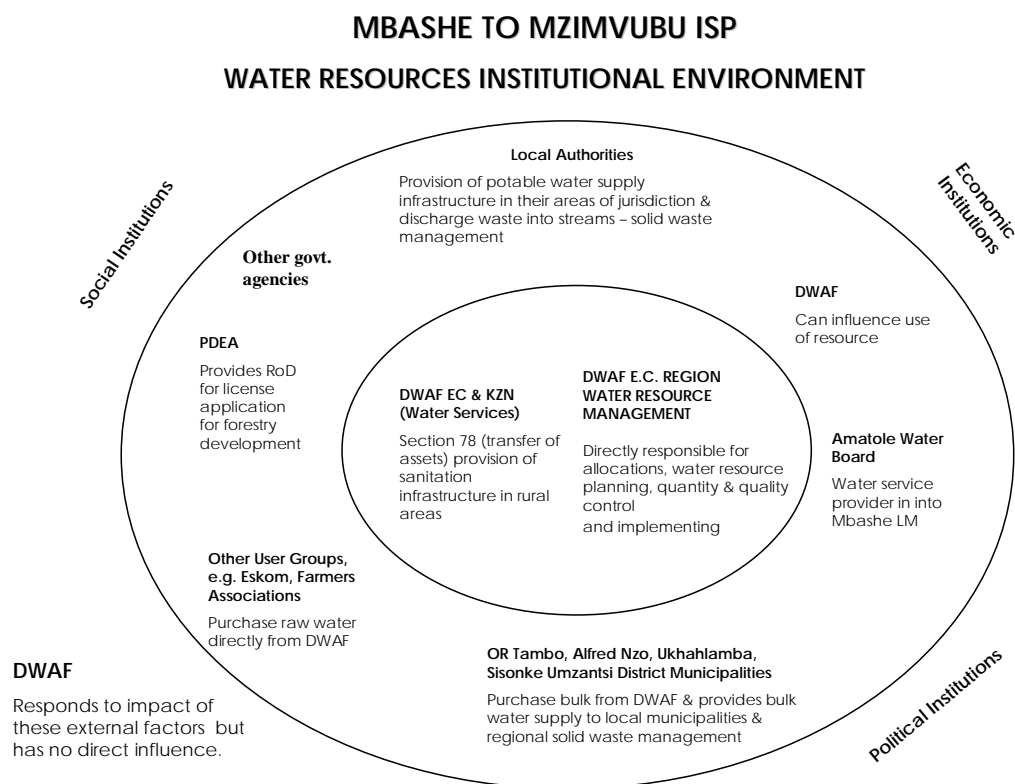 MBASHE TO MZIMVUBU ISP
WATER RESOURCES INSTITUTIONAL ENVIRONMENT
Social Institutions
Economic
Institutions
Local Authorities
Provision of potable water supply
infrastructure in their areas of jurisdiction &
discharge waste into streams – solid waste
management
Other govt.
agencies
DWAF
Can influence use
of resource
PDEA
Provides RoD
for license
application
for forestry
development
DWAF EC & KZN
(Water Services)
Section 78 (transfer of
assets) provision of
sanitation
infrastructure in rural
areas
DWAF E.C. REGION
WATER RESOURCE
MANAGEMENT
Directly responsible for
allocations, water resource
planning, quantity & quality
control
and implementing
Amatole Water
Board
Water service
provider in into
Mbashe LM
Other User Groups,
e.g. Eskom, Farmers
Associations
Purchase raw water
directly from DWAF
OR Tambo, Alfred Nzo, Ukhahlamba,
Sisonke Umzantsi District Municipalities
Purchase bulk from DWAF & provides bulk
water supply to local municipalities &
regional solid waste management
DWAF
Responds to impact of
these external factors but
has no direct influence.
Political Institutions